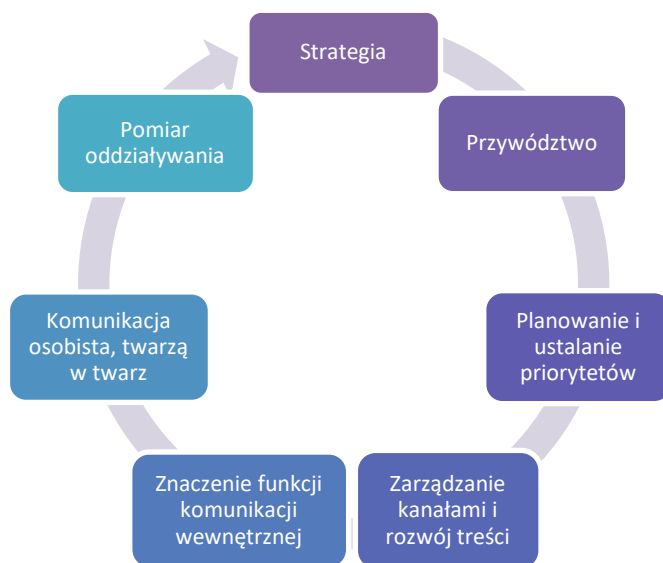 Strategia
Przywództwo
Planowanie i
ustalanie
priorytetów
Zarządzanie
kanałami i
rozwój treści
Znaczenie funkcji
komunikacji
wewnętrznej
Komunikacja
osobista, twarzą
w twarz
Pomiar
oddziaływania